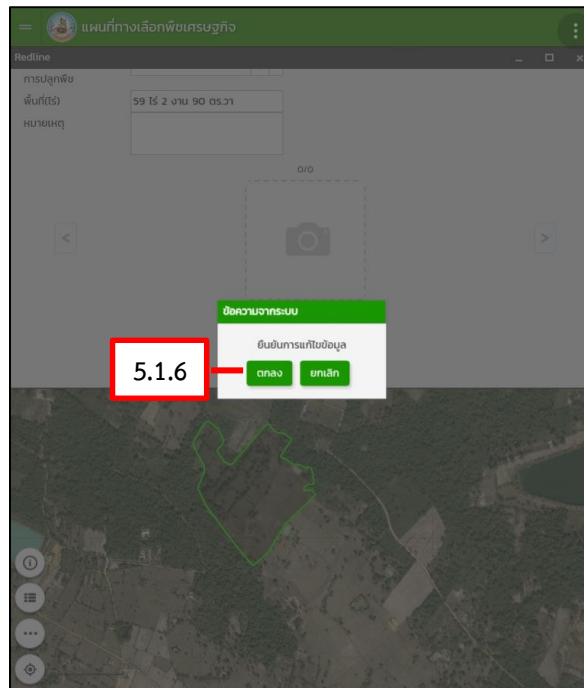 แผนที่ทางเลือกพืชเศรษฐกิจ
Redline
การปลูกพืช
พื้นที่(ไร่)
59 ไร่ 2 งาน 90 ตร.วา
หมายเหตุ
0/0
<
>
ข้อความจากระบบ
ยืนยันการแก้ไขข้อมูล
5.1.6
ตกลง
ยกเลิก